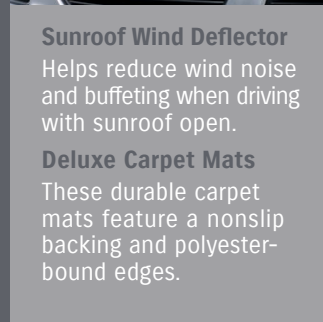 Sunroof Wind Deflector
Helps reduce wind noise
and buffeting when driving
with sunroof open.
Deluxe Carpet Mats
These durable carpet
mats feature a nonslip
backing and polyester-
bound edges.